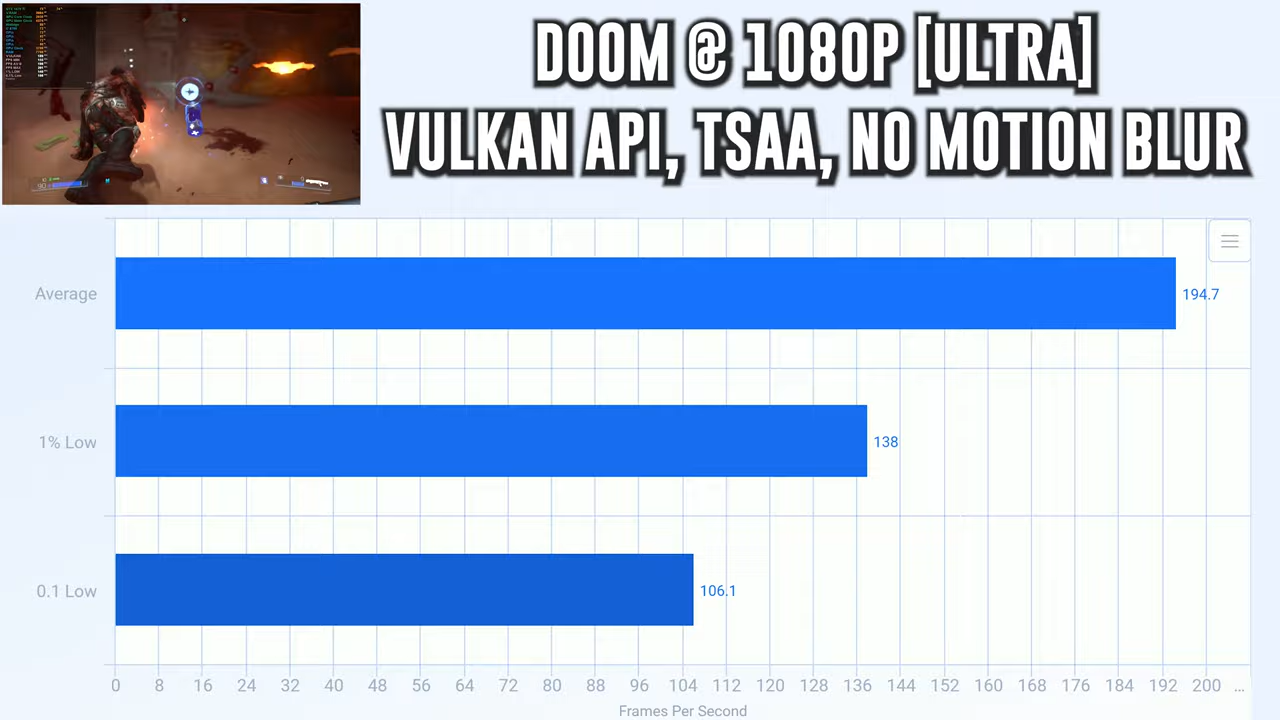 DOOM @ 1080P [ULTRA]
VULKAN API, TSAA, NO MOTION BLUR
Average
194.7
1% Low
138
0.1 Low
106.1
0 8 16 24 32 40 48 56 64 72 80 88 96 104 112 120 128 136 144 152 160 168 176 184 192 200 ...
Frames Per Second